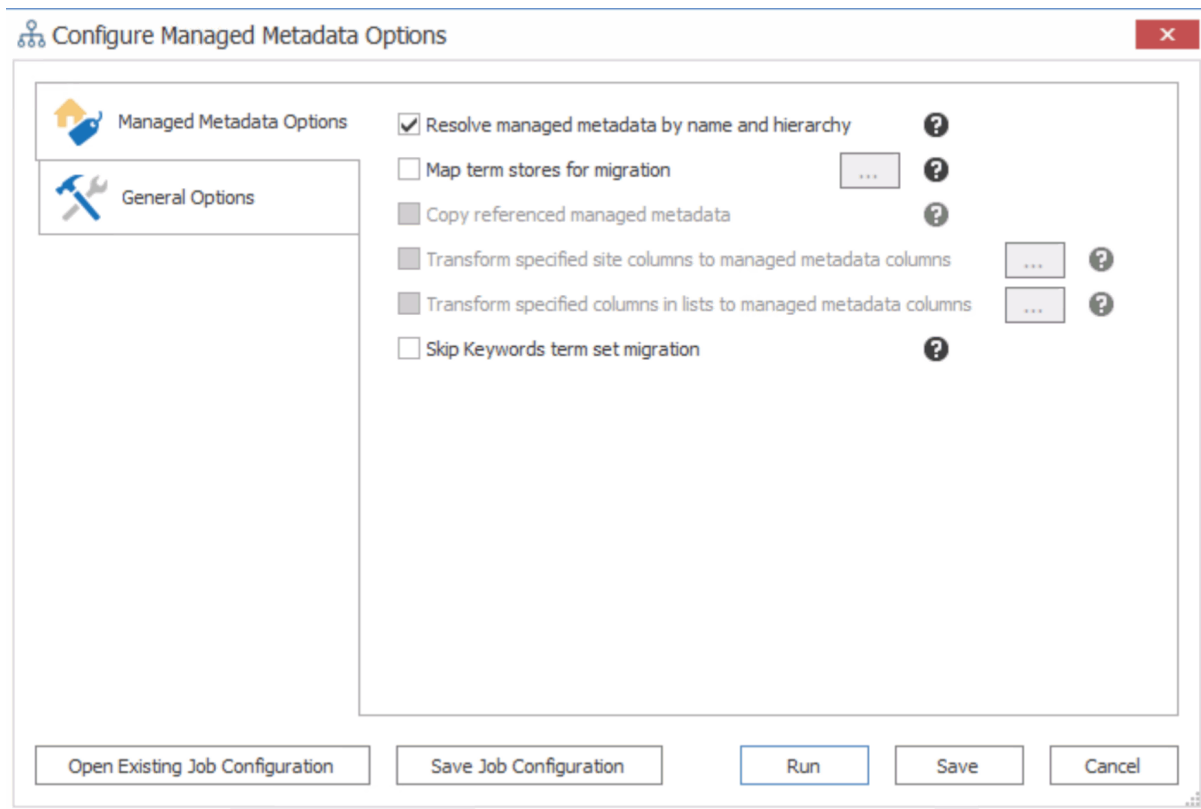 Configure Managed Metadata Options
Managed Metadata Options
General Options
Resolve managed metadata by name and hierarchy
Map term stores for migration ...
Copy referenced managed metadata
Transform specified site columns to managed metadata columns ...
Transform specified columns in lists to managed metadata columns ...
Skip Keywords term set migration
Open Existing Job Configuration Save Job Configuration Run Save Cancel